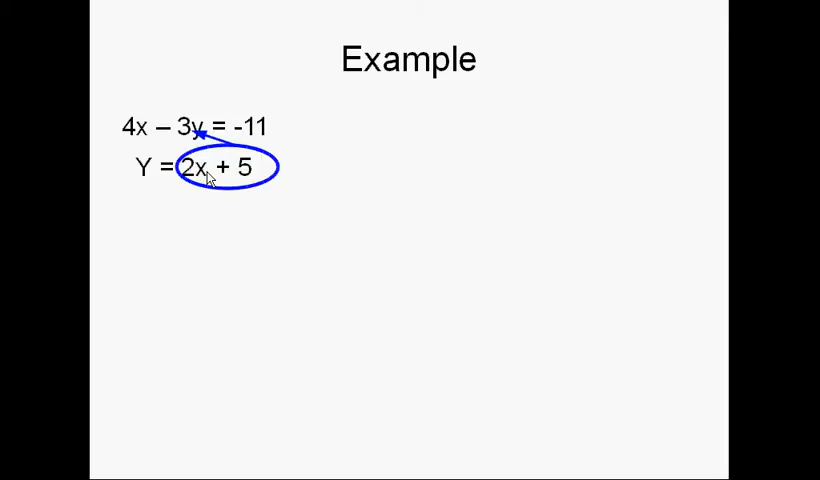 Example
4x – 3y = -11
Y = 2x + 5